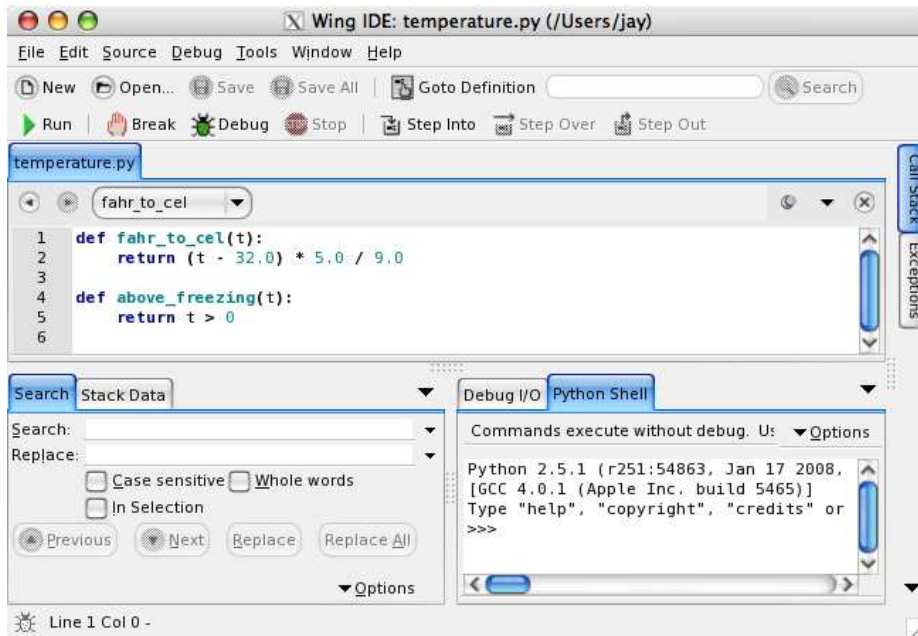 X Wing IDE: temperature.py (/Users/jay)
File Edit Source Debug Tools Window Help
New Open... Save Save All Goto Definition Search
Run Break Debug Stop Step Into Step Over Step Out
temperature.py
fahr_to_cel
1 def fahr_to_cel(t):
2 return (t - 32.0) * 5.0 / 9.0
3
4 def above_freezing(t):
5 return t > 0
6
Call Stack
Exceptions
Search Stack Data
Search:
Replace:
Case sensitive Whole words
In Selection
Previous Next Replace Replace All
Options
Debug I/O Python Shell
Commands execute without debug. Us Options
Python 2.5.1 (r251:54863, Jan 17 2008,
[GCC 4.0.1 (Apple Inc. build 5465)]
Type "help", "copyright", "credits" or
>>>
Line 1 Col 0 -